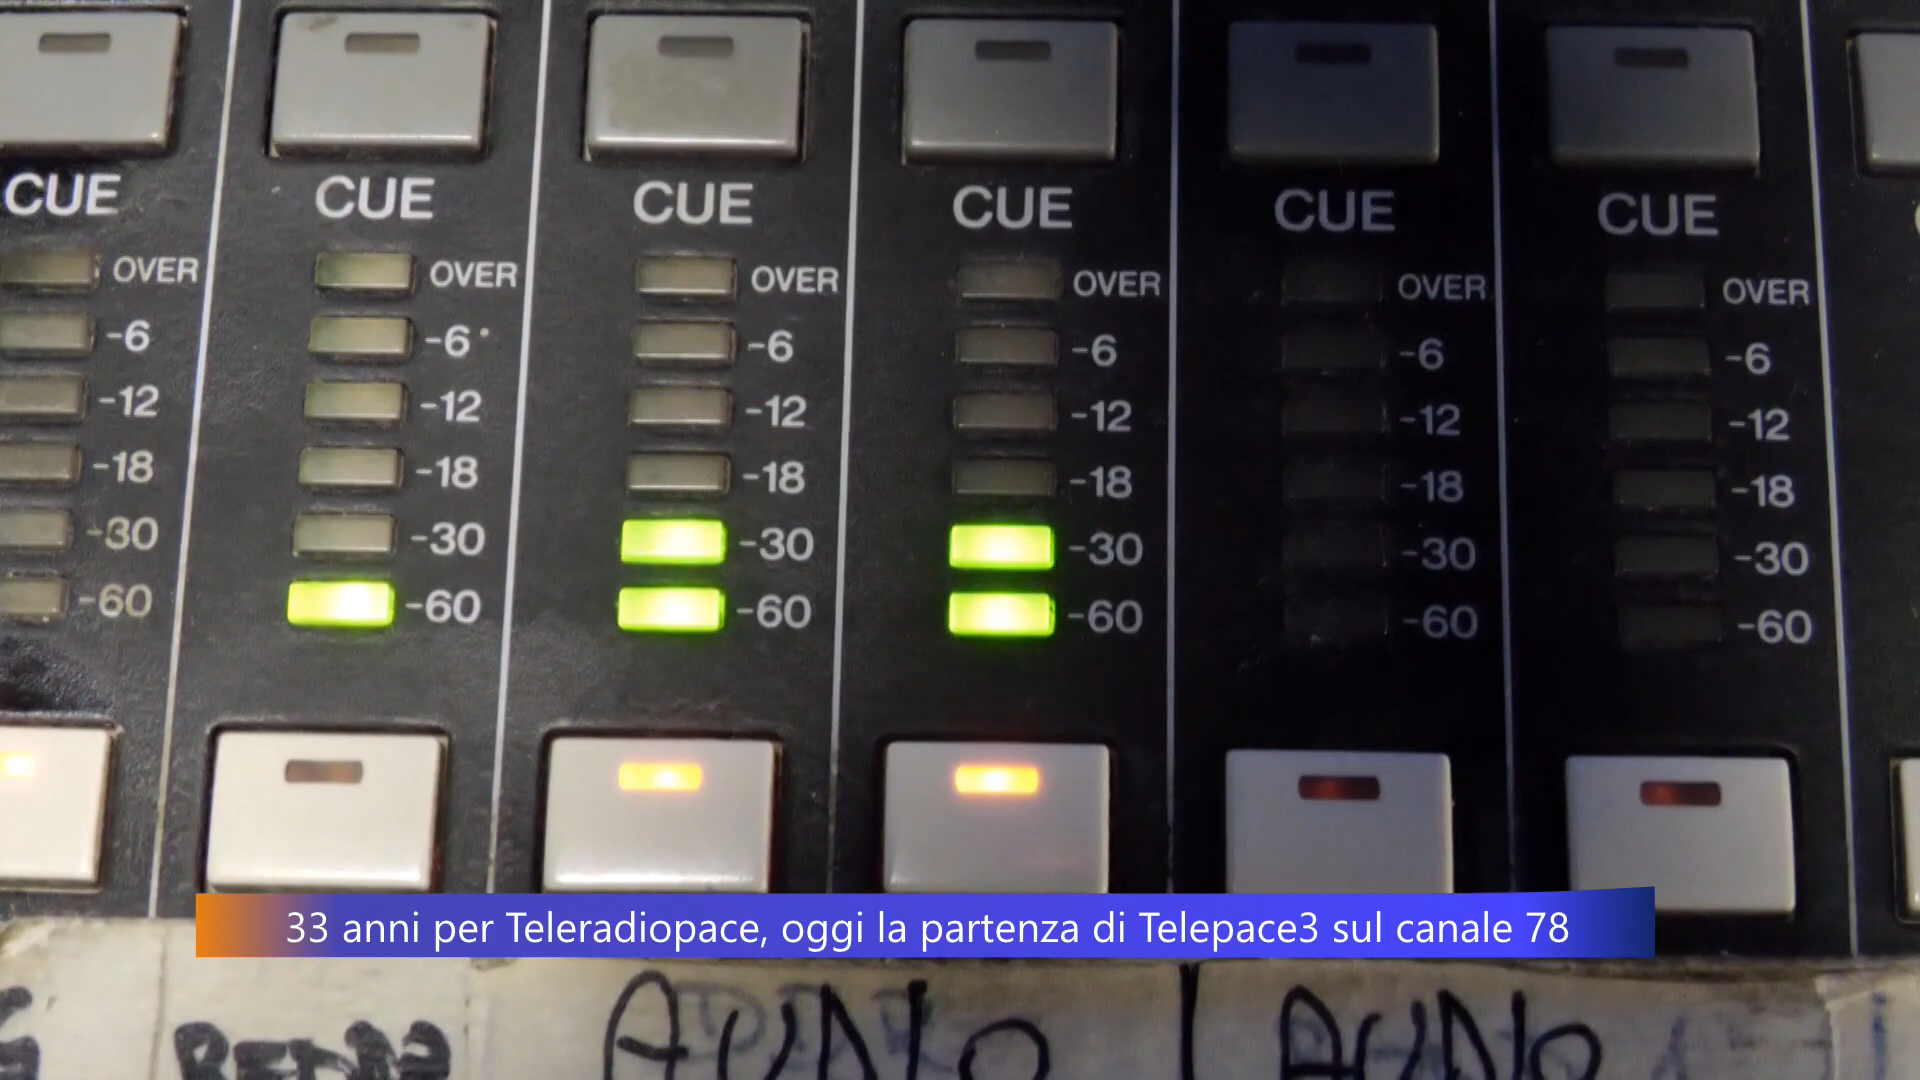 CUE CUE CUE CUE CUE CUE
OVER OVER OVER OVER OVER OVER
-6 -6 -6 -6 -6 -6
-12 -12 -12 -12 -12 -12
-18 -18 -18 -18 -18 -18
-30 -30 -30 -30 -30 -30
-60 -60 -60 -60 -60 -60
33 anni per Teleradiopace, oggi la partenza di Telepace3 sul canale 78
AUDIO AUDIO